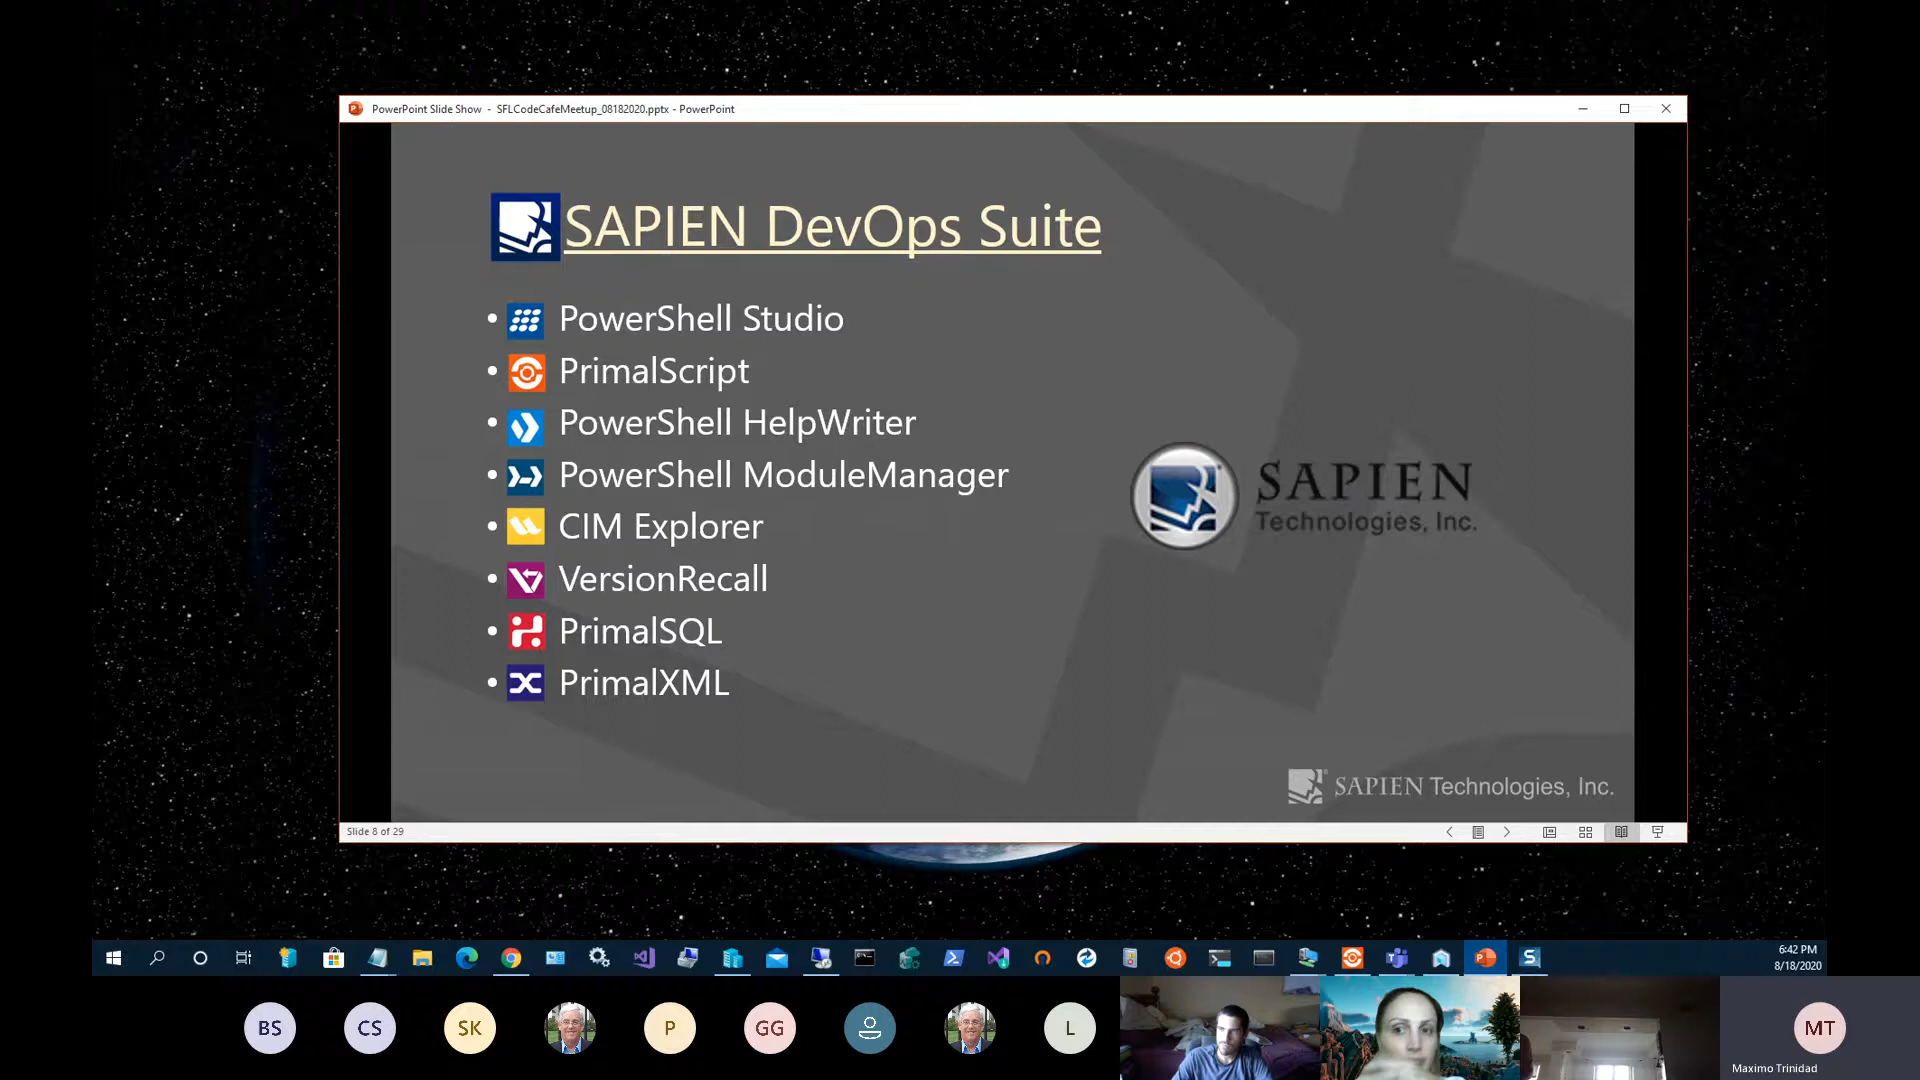 PowerPoint Slide Show - SFLCodeCafeMeetup_08182020.pptx - PowerPoint
SAPIEN DevOps Suite
• PowerShell Studio
• PrimalScript
• PowerShell HelpWriter
• PowerShell ModuleManager
• CIM Explorer
• VersionRecall
• PrimalSQL
• PrimalXML
SAPIEN
Technologies, Inc.
SAPIEN Technologies, Inc.
Slide 8 of 29
6:42 PM
8/18/2020
BS
CS
SK
P
GG
L
MT
Maximo Trinidad